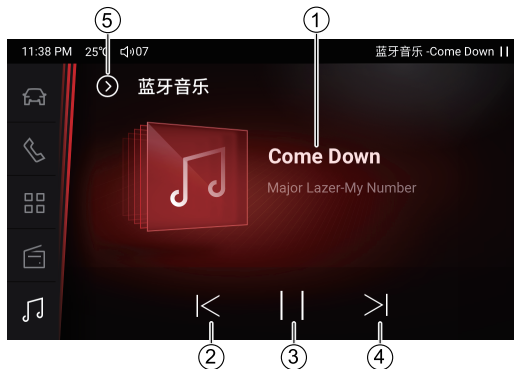 ⑤ ①
11:38 PM 25℃ 07 蓝牙音乐 -Come Down
蓝牙音乐
Come Down
Major Lazer-My Number
② ③ ④